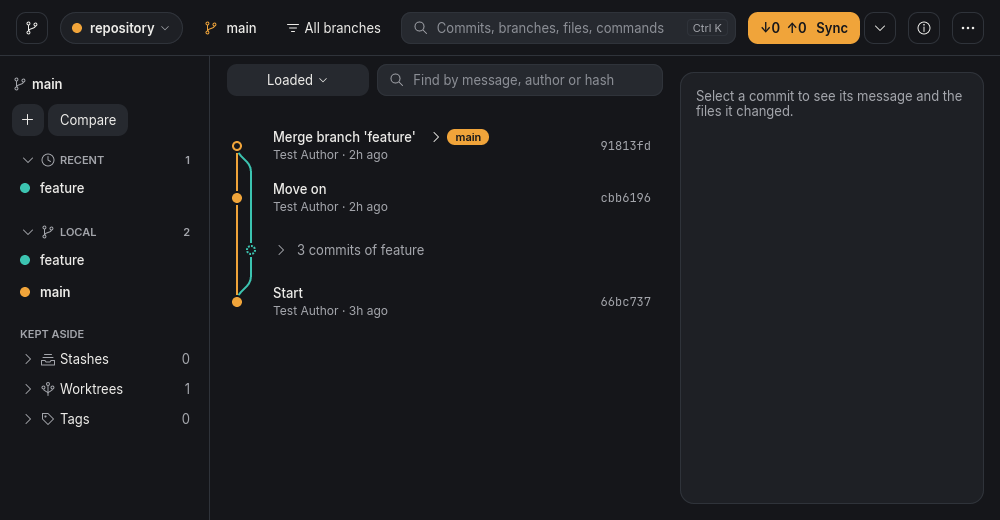 repository
main
All branches
Commits, branches, files, commands
Ctrl K
↓0 ↑0 Sync
main
Compare
RECENT 1
feature
LOCAL 2
feature
main
KEPT ASIDE
Stashes 0
Worktrees 1
Tags 0
Loaded
Find by message, author or hash
Merge branch 'feature' main
Test Author · 2h ago
91813fd
Move on
Test Author · 2h ago
cbb6196
3 commits of feature
Start
Test Author · 3h ago
66bc737
Select a commit to see its message and the
files it changed.